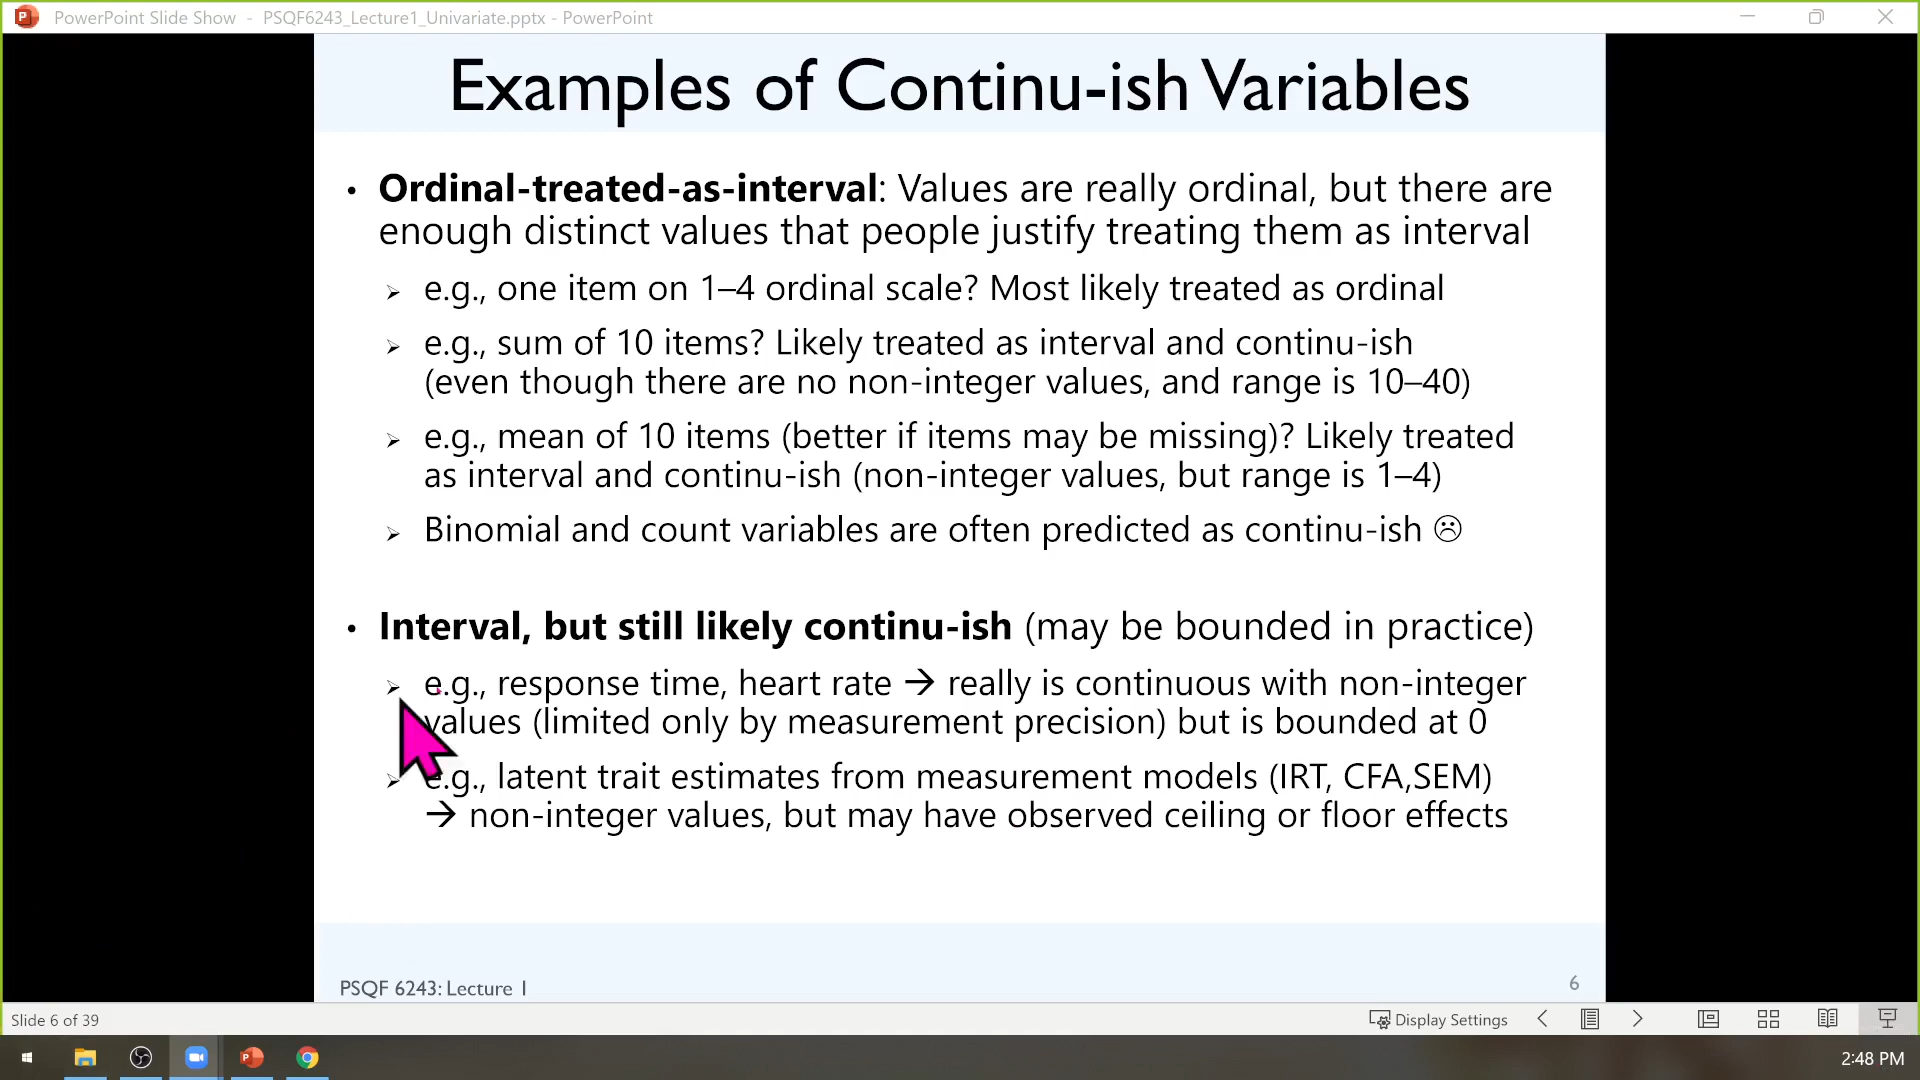 PowerPoint Slide Show - PSQF6243_Lecture1_Univariate.pptx - PowerPoint
Examples of Continu-ish Variables
• Ordinal-treated-as-interval: Values are really ordinal, but there are
enough distinct values that people justify treating them as interval
➢ e.g., one item on 1–4 ordinal scale? Most likely treated as ordinal
➢ e.g., sum of 10 items? Likely treated as interval and continu-ish
(even though there are no non-integer values, and range is 10–40)
➢ e.g., mean of 10 items (better if items may be missing)? Likely treated
as interval and continu-ish (non-integer values, but range is 1–4)
➢ Binomial and count variables are often predicted as continu-ish ☹
• Interval, but still likely continu-ish (may be bounded in practice)
➢ e.g., response time, heart rate → really is continuous with non-integer
values (limited only by measurement precision) but is bounded at 0
➢ e.g., latent trait estimates from measurement models (IRT, CFA,SEM)
→ non-integer values, but may have observed ceiling or floor effects
PSQF 6243: Lecture 1
6
Slide 6 of 39
Display Settings
2:48 PM